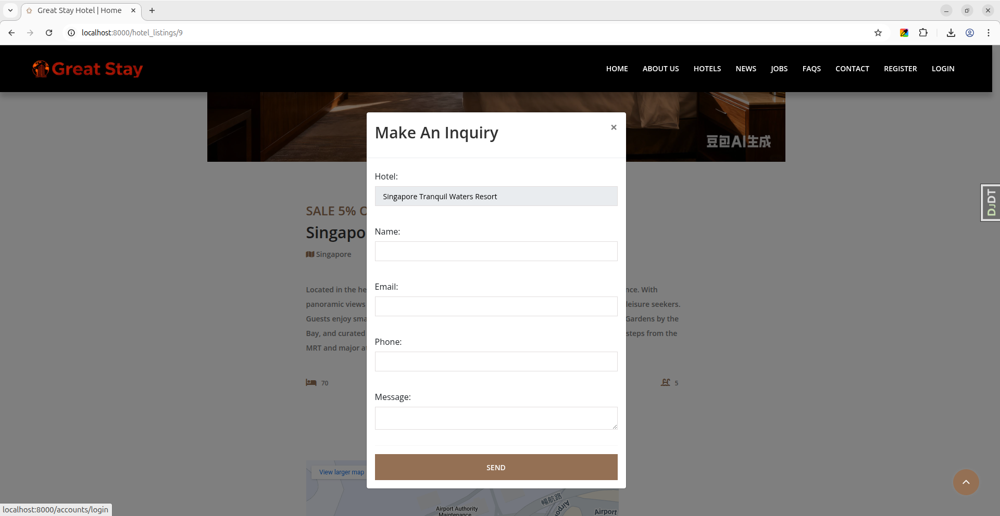 Great Stay Hotel | Home
localhost:8000/hotel_listings/9
Great Stay
HOME ABOUT US HOTELS NEWS JOBS FAQS CONTACT REGISTER LOGIN
豆包AI生成
Make An Inquiry
×
Hotel:
Singapore Tranquil Waters Resort
Name:
Email:
Phone:
Message:
SEND
DJDT
SALE 5%
Singapo
Singapore
Located in the he
nce. With
panoramic views
leisure seekers.
Guests enjoy sma
Gardens by the
Bay, and curated
steps from the
MRT and major at
70
5
View larger map
Airport Authority
Maintenance
暢航路
Airport
localhost:8000/accounts/login